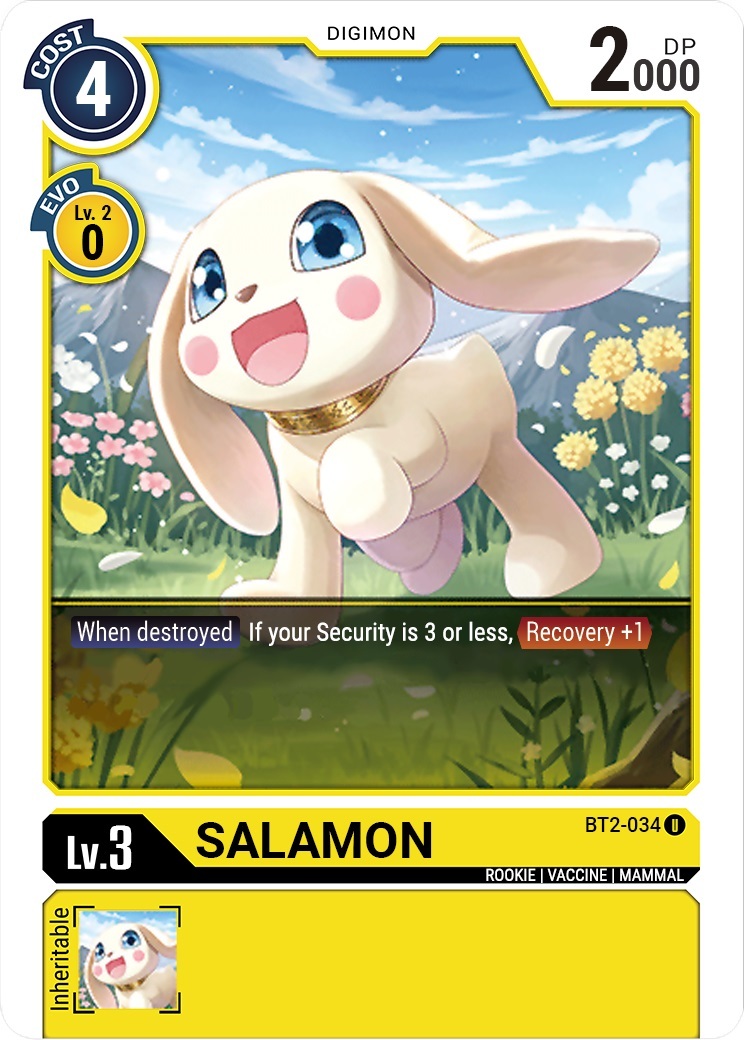 DIGIMON
COST
4
DP
2000
EVO
Lv. 2
0
When destroyed If your Security is 3 or less, Recovery +1
BT2-034 U
Lv.3 SALAMON
ROOKIE | VACCINE | MAMMAL
Inheritable